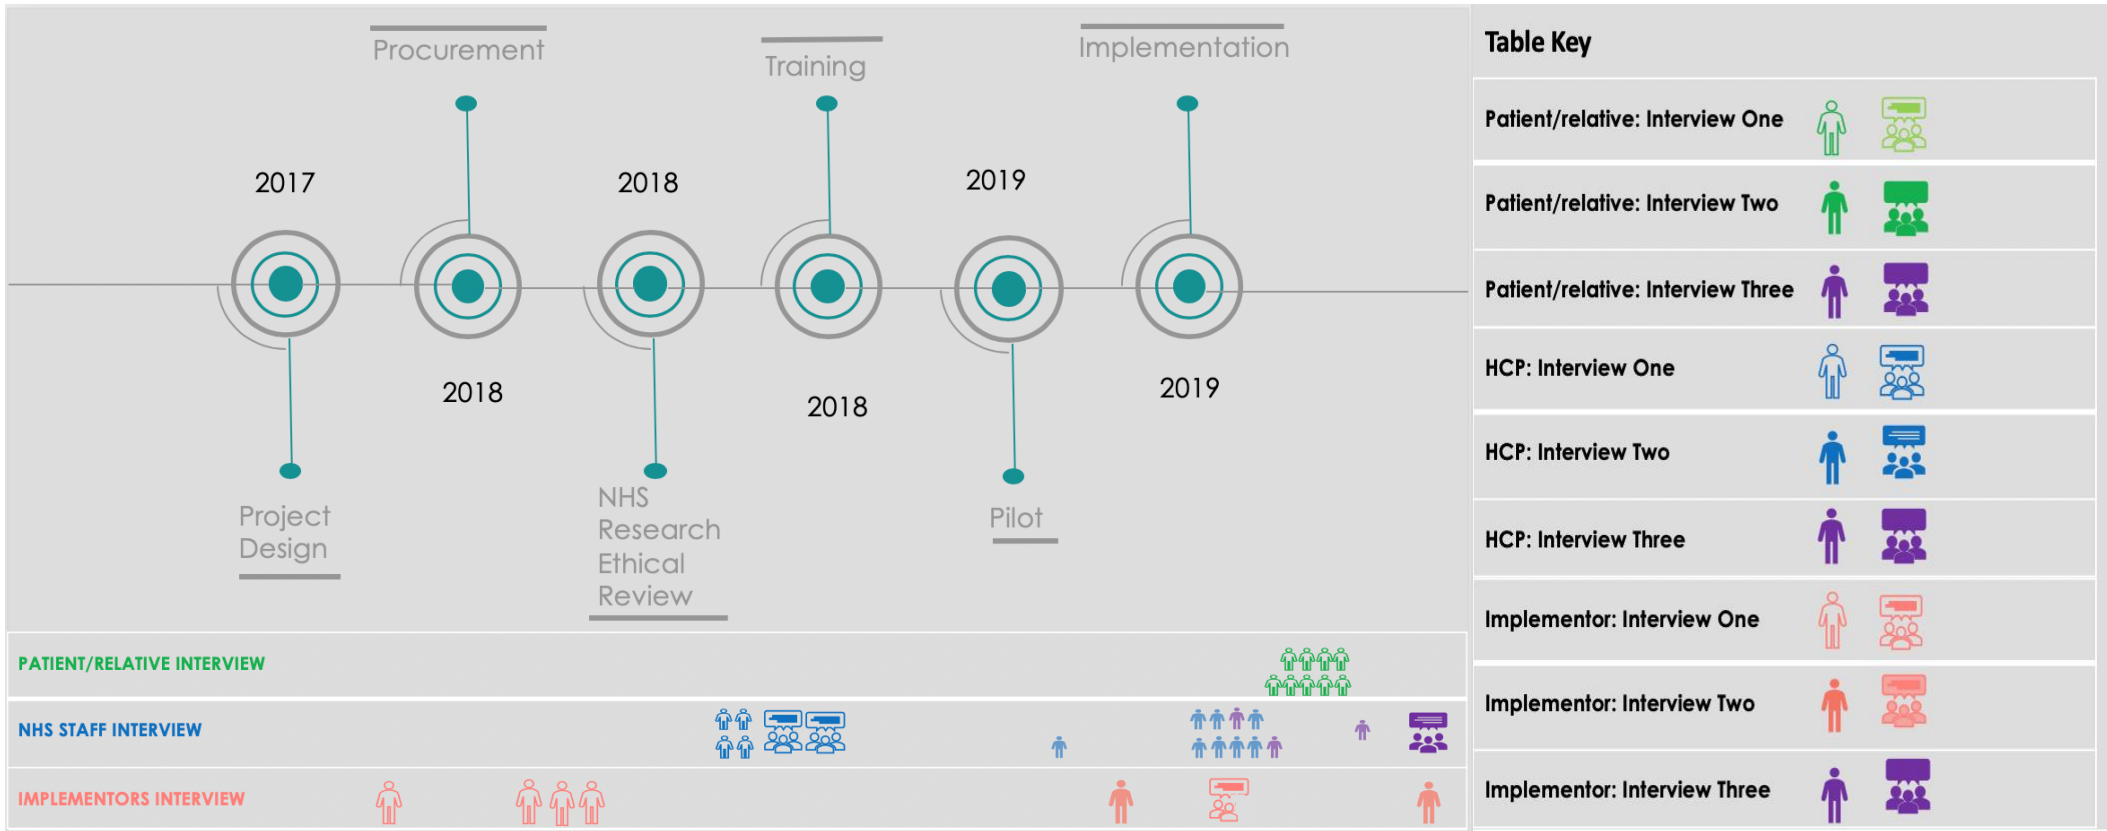 Procurement
Training
Implementation
2017
2018
2019
2018
2018
2019
Project
Design
NHS
Research
Ethical
Review
Pilot
PATIENT/RELATIVE INTERVIEW
NHS STAFF INTERVIEW
IMPLEMENTORS INTERVIEW
Table Key
Patient/relative: Interview One
Patient/relative: Interview Two
Patient/relative: Interview Three
HCP: Interview One
HCP: Interview Two
HCP: Interview Three
Implementor: Interview One
Implementor: Interview Two
Implementor: Interview Three